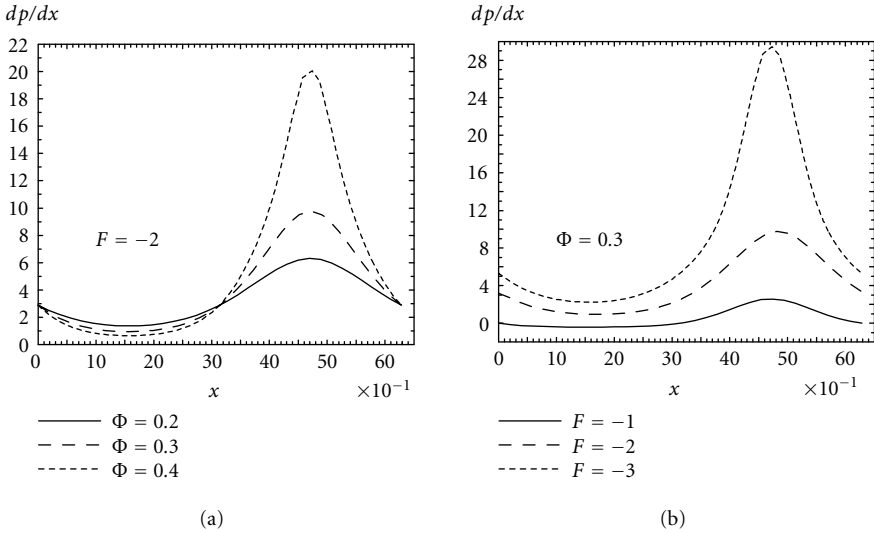 dp/dx
22
20
18
16
14
12
10
8
6
4
2
0
F = −2
0 10 20 30 40 50 60
x ×10⁻¹
Φ = 0.2
Φ = 0.3
Φ = 0.4
(a)
dp/dx
28
24
20
16
12
8
4
0
Φ = 0.3
0 10 20 30 40 50 60
x ×10⁻¹
F = −1
F = −2
F = −3
(b)